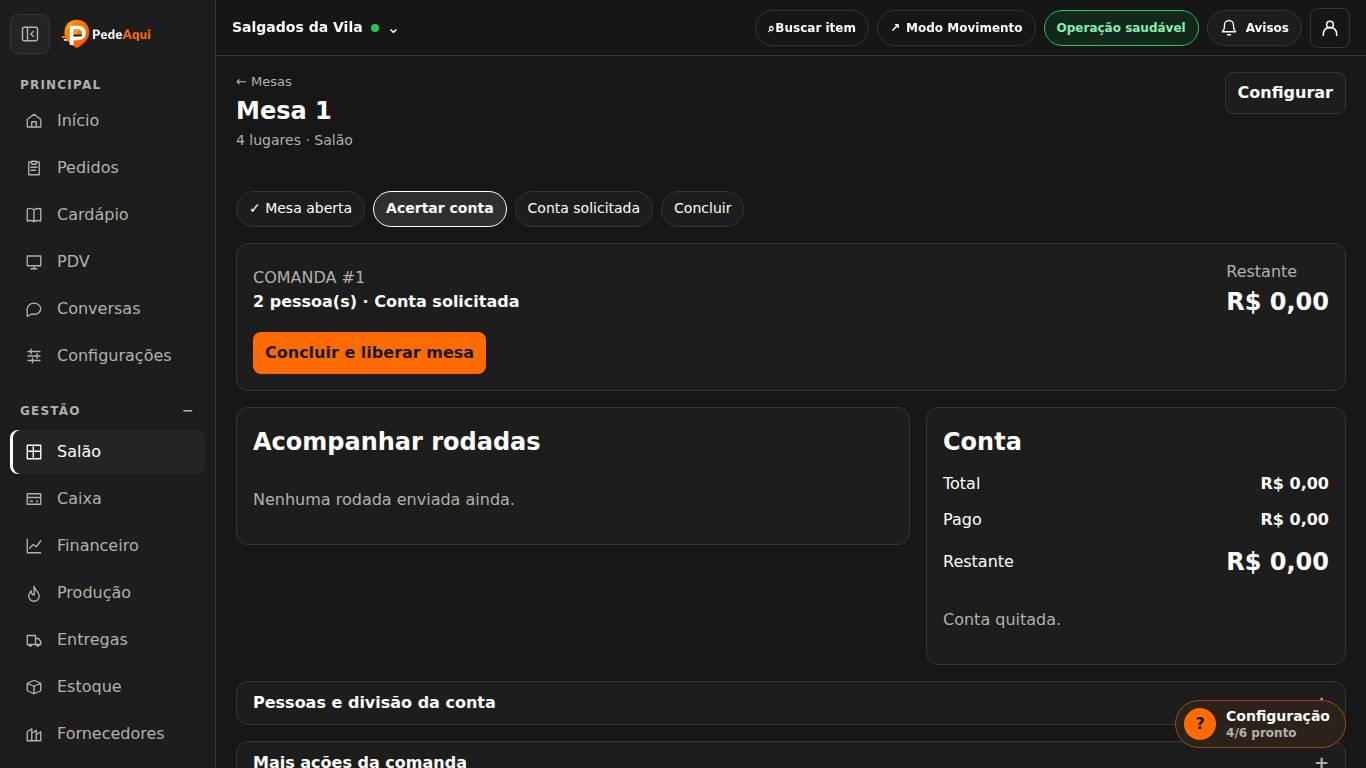 PedeAqui
PRINCIPAL
Início
Pedidos
Cardápio
PDV
Conversas
Configurações
GESTÃO −
Salão
Caixa
Financeiro
Produção
Entregas
Estoque
Fornecedores
Salgados da Vila
⌕Buscar item
↗ Modo Movimento
Operação saudável
Avisos
← Mesas
Mesa 1
4 lugares · Salão
Configurar
✓ Mesa aberta
Acertar conta
Conta solicitada
Concluir
COMANDA #1
2 pessoa(s) · Conta solicitada
Restante
R$ 0,00
Concluir e liberar mesa
Acompanhar rodadas
Nenhuma rodada enviada ainda.
Conta
Total R$ 0,00
Pago R$ 0,00
Restante R$ 0,00
Conta quitada.
Pessoas e divisão da conta
Mais ações da comanda +
?
Configuração
4/6 pronto